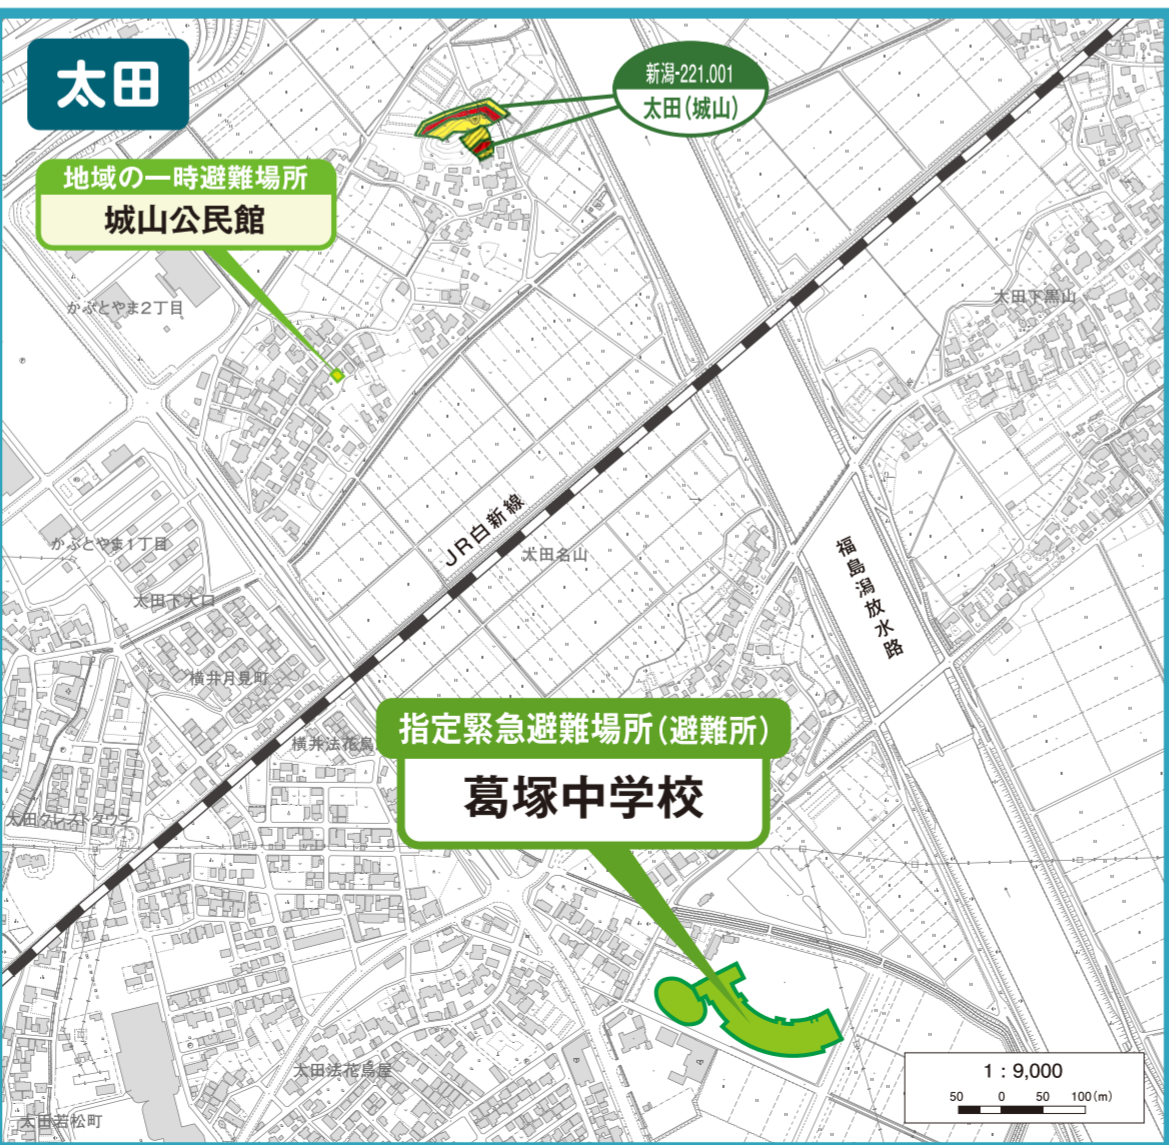 太田
新潟-221.001
太田(城山)
地域の一時避難場所
城山公民館
かぶとやま2丁目
太田下黒山
JR白新線
太田名山
かぶとやま1丁目
福島潟放水路
太田下大口
横井月見町
指定緊急避難場所(避難所)
横井法花鳥
葛塚中学校
太田クレストタウン
太田法花鳥屋
太田若松町
1:9,000
50 0 50 100(m)